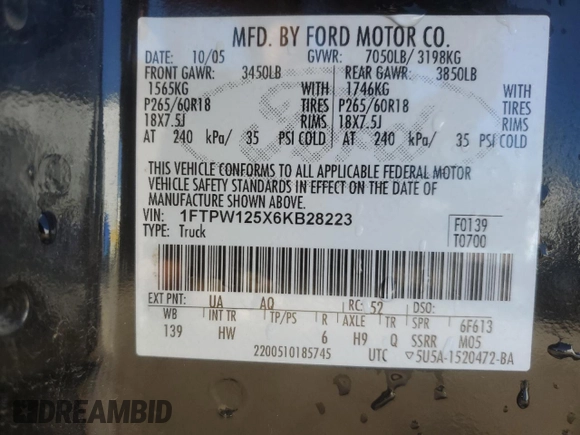 MFD. BY FORD MOTOR CO.
DATE: 10/05 GVWR: 7050LB/ 3198KG
FRONT GAWR: 3450LB REAR GAWR: 3850LB
1565KG WITH 1746KG WITH
P265/60R18 TIRES P265/60R18 TIRES
18X7.5J RIMS 18X7.5J RIMS
AT 240 kPa/ 35 PSI COLD AT 240 kPa/ 35 PSI COLD
THIS VEHICLE CONFORMS TO ALL APPLICABLE FEDERAL MOTOR
VEHICLE SAFETY STANDARDS IN EFFECT ON THE DATE OF
MANUFACTURE SHOWN ABOVE.
VIN: 1FTPW125X6KB28223 F0139
TYPE: Truck T0700
EXT PNT: UA AQ RC: 52 DSO:
WB INT TR TP/PS R AXLE TR SPR 6F613
139 HW 6 H9 Q SSRR M05
2200510185745 UTC ▽5U5A-1520472-BA
DREAMBID